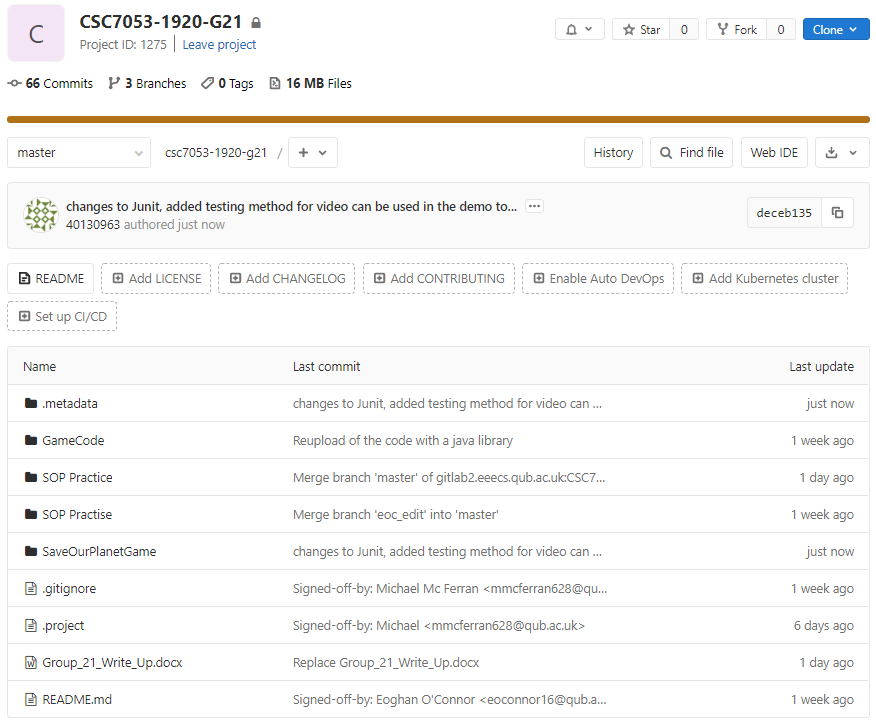 C
CSC7053-1920-G21
Project ID: 1275 Leave project
Star 0 Fork 0 Clone
66 Commits 3 Branches 0 Tags 16 MB Files
master csc7053-1920-g21 / + History Find file Web IDE
changes to Junit, added testing method for video can be used in the demo to... ...
40130963 authored just now
deceb135
README Add LICENSE Add CHANGELOG Add CONTRIBUTING Enable Auto DevOps Add Kubernetes cluster
Set up CI/CD
Name Last commit Last update
.metadata changes to Junit, added testing method for video can ... just now
GameCode Reupload of the code with a java library 1 week ago
SOP Practice Merge branch 'master' of gitlab2.eeecs.qub.ac.uk:CSC7... 1 day ago
SOP Practise Merge branch 'eoc_edit' into 'master' 1 week ago
SaveOurPlanetGame changes to Junit, added testing method for video can ... just now
.gitignore Signed-off-by: Michael Mc Ferran <mmcferran628@qu... 1 week ago
.project Signed-off-by: Michael <mmcferran628@qub.ac.uk> 6 days ago
Group_21_Write_Up.docx Replace Group_21_Write_Up.docx 1 day ago
README.md Signed-off-by: Eoghan O'Connor <eoconnor16@qub.a... 1 week ago